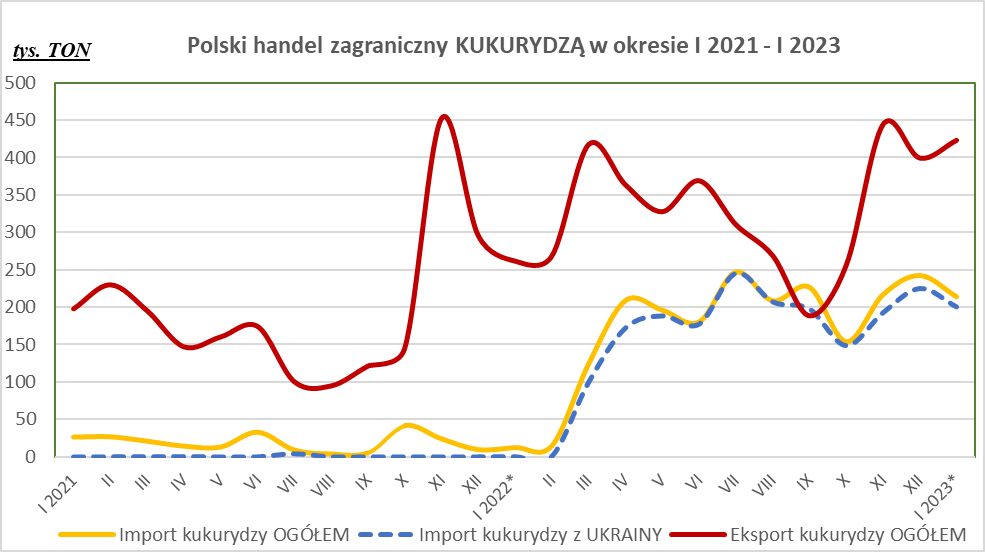 tys. TON
Polski handel zagraniczny KUKURYDZĄ w okresie I 2021 - I 2023
500
450
400
350
300
250
200
150
100
50
0
I 2021
II
III
IV
V
VI
VII
VIII
IX
X
XI
XII
I 2022*
II
III
IV
V
VI
VII
VIII
IX
X
XI
XII
I 2023*
Import kukurydzy OGÓŁEM
Import kukurydzy z UKRAINY
Eksport kukurydzy OGÓŁEM